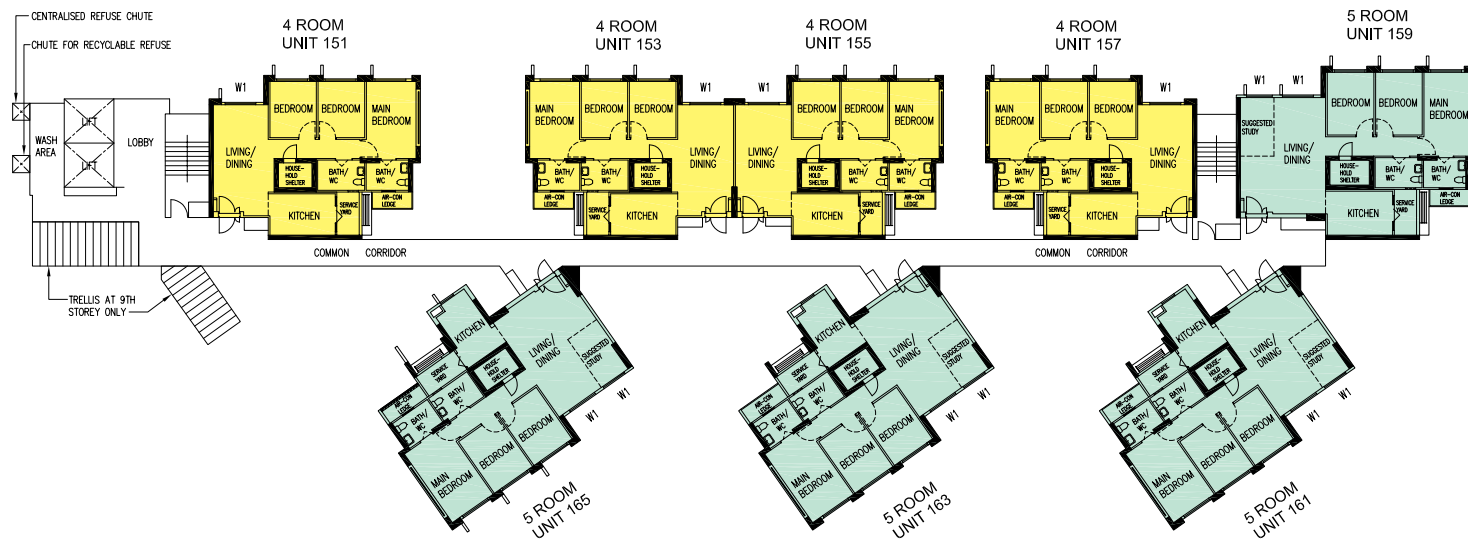 CENTRALISED REFUSE CHUTE
CHUTE FOR RECYCLABLE REFUSE
4 ROOM
UNIT 151
4 ROOM
UNIT 153
4 ROOM
UNIT 155
4 ROOM
UNIT 157
5 ROOM
UNIT 159
WASH
AREA
LIFT
LIFT
LOBBY
W1
BEDROOM
BEDROOM
MAIN
BEDROOM
LIVING/
DINING
HOUSE-
HOLD
SHELTER
BATH/
WC
BATH/
WC
KITCHEN
SERVICE
YARD
AIR-CON
LEDGE
W1
MAIN
BEDROOM
BEDROOM
BEDROOM
LIVING/
DINING
BATH/
WC
BATH/
WC
HOUSE-
HOLD
SHELTER
AIR-CON
LEDGE
SERVICE
YARD
KITCHEN
W1
BEDROOM
BEDROOM
MAIN
BEDROOM
LIVING/
DINING
HOUSE-
HOLD
SHELTER
BATH/
WC
BATH/
WC
KITCHEN
SERVICE
YARD
AIR-CON
LEDGE
W1
MAIN
BEDROOM
BEDROOM
BEDROOM
LIVING/
DINING
BATH/
WC
BATH/
WC
HOUSE-
HOLD
SHELTER
AIR-CON
LEDGE
SERVICE
YARD
KITCHEN
W1
W1
SUGGESTED
STUDY
BEDROOM
BEDROOM
MAIN
BEDROOM
LIVING/
DINING
HOUSE-
HOLD
SHELTER
BATH/
WC
BATH/
WC
KITCHEN
SERVICE
YARD
AIR-CON
LEDGE
COMMON CORRIDOR
COMMON CORRIDOR
TRELLIS AT 9TH
STOREY ONLY
KITCHEN
LIVING/
DINING
SUGGESTED
STUDY
HOUSE-
HOLD
SHELTER
SERVICE
YARD
BATH/
WC
AIR-CON
LEDGE
BATH/
WC
W1
W1
BEDROOM
BEDROOM
MAIN
BEDROOM
5 ROOM
UNIT 165
KITCHEN
LIVING/
DINING
SUGGESTED
STUDY
HOUSE-
HOLD
SHELTER
SERVICE
YARD
BATH/
WC
AIR-CON
LEDGE
BATH/
WC
W1
W1
BEDROOM
BEDROOM
MAIN
BEDROOM
5 ROOM
UNIT 163
KITCHEN
LIVING/
DINING
SUGGESTED
STUDY
HOUSE-
HOLD
SHELTER
SERVICE
YARD
BATH/
WC
AIR-CON
LEDGE
BATH/
WC
W1
W1
BEDROOM
BEDROOM
MAIN
BEDROOM
5 ROOM
UNIT 161